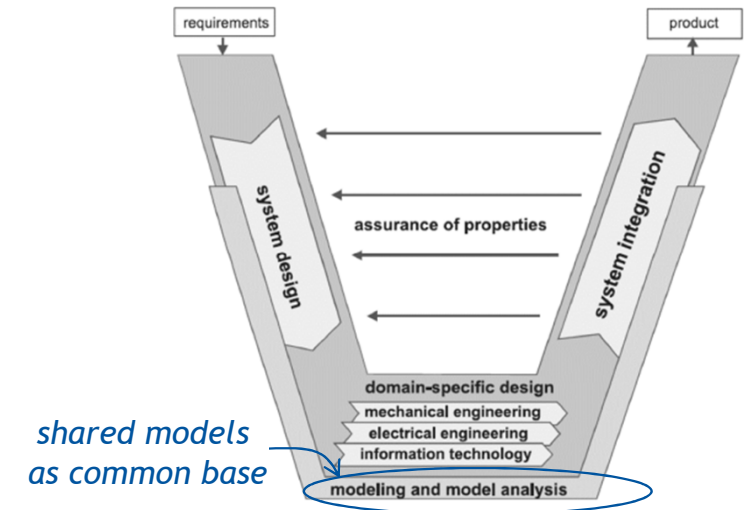 requirements
product
system design
assurance of properties
system integration
domain-specific design
mechanical engineering
electrical engineering
information technology
shared models
as common base
modeling and model analysis